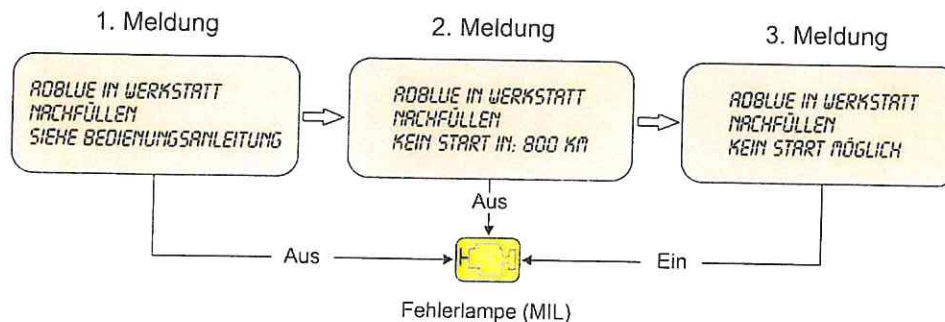 1. Meldung
2. Meldung
3. Meldung
ADBLUE IN WERKSTATT
NACHFÜLLEN
SIEHE BEDIENUNGSANLEITUNG
ADBLUE IN WERKSTATT
NACHFÜLLEN
KEIN START IN: 800 KM
ADBLUE IN WERKSTATT
NACHFÜLLEN
KEIN START MÖGLICH
Aus
Aus
Ein
Fehlerlampe (MIL)